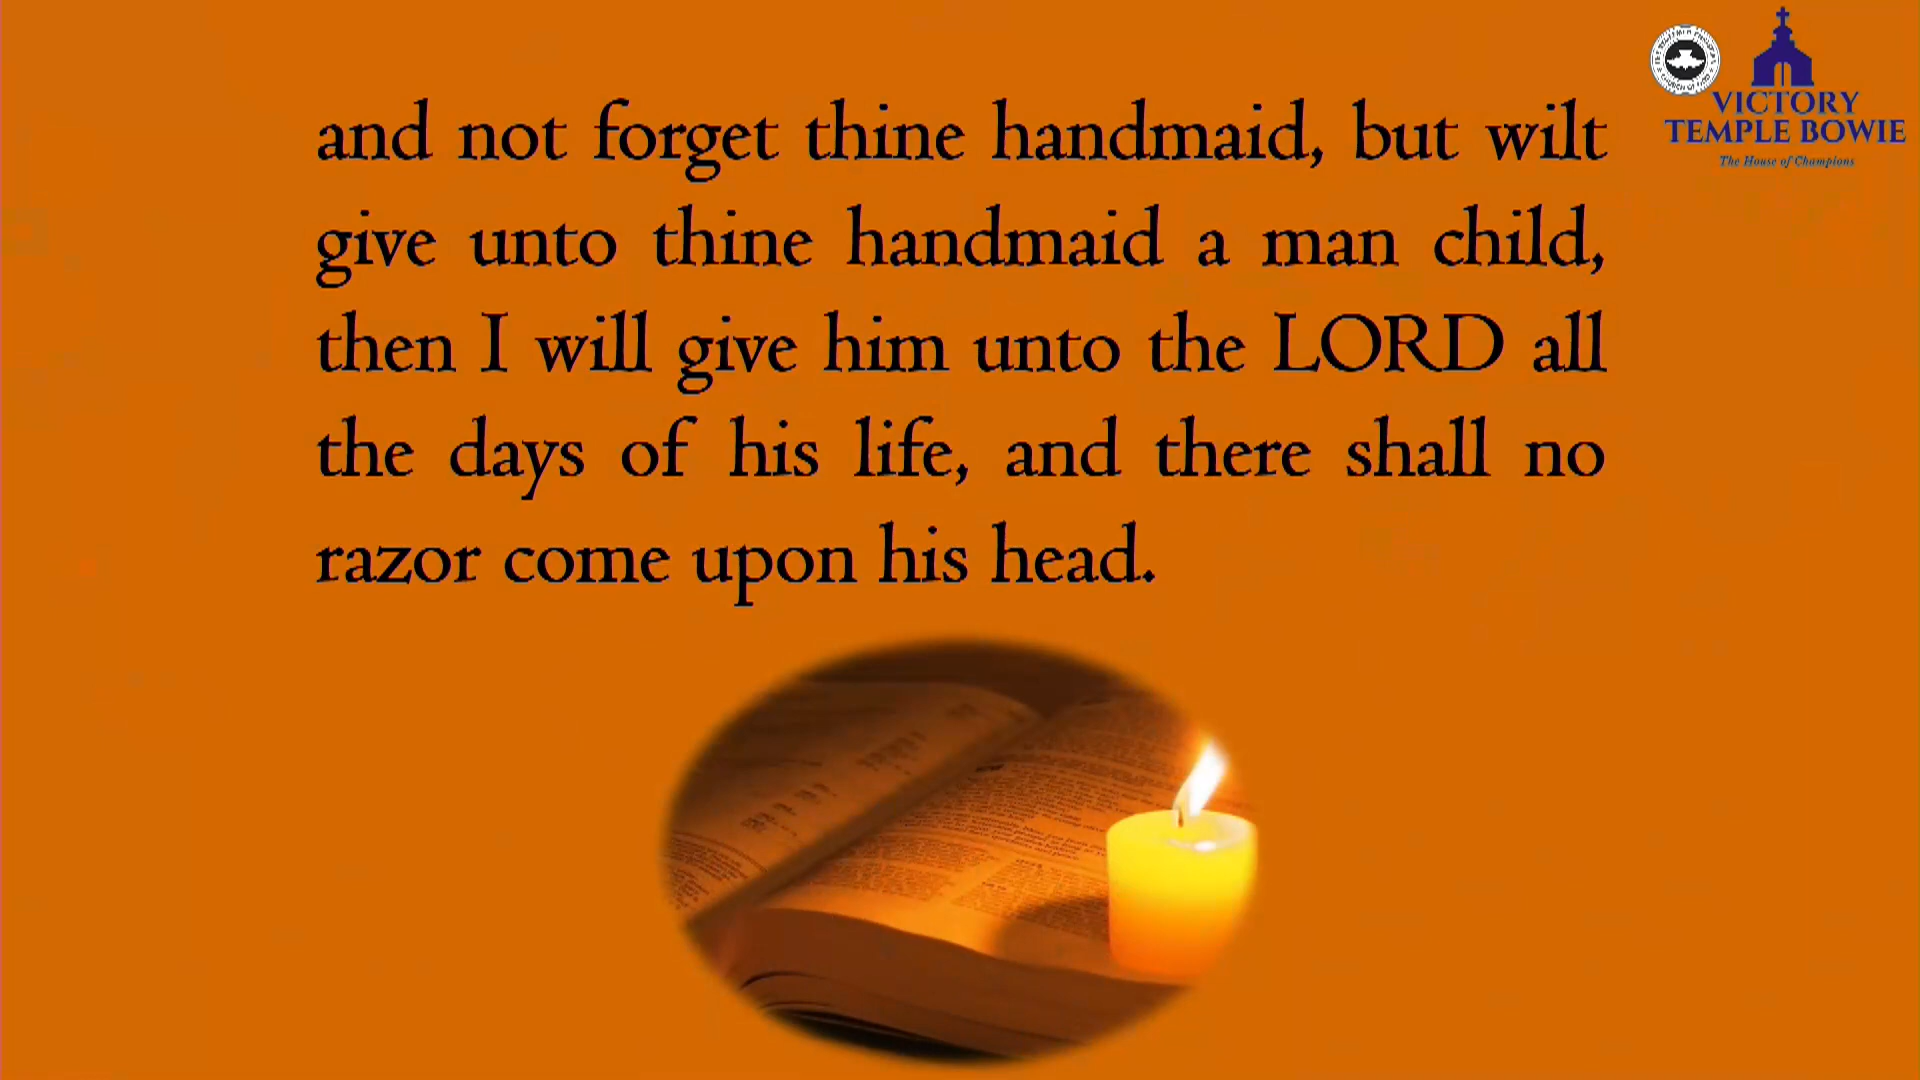 and not forget thine handmaid, but wilt
give unto thine handmaid a man child,
then I will give him unto the LORD all
the days of his life, and there shall no
razor come upon his head.
VICTORY
TEMPLE BOWIE
The House of Champions